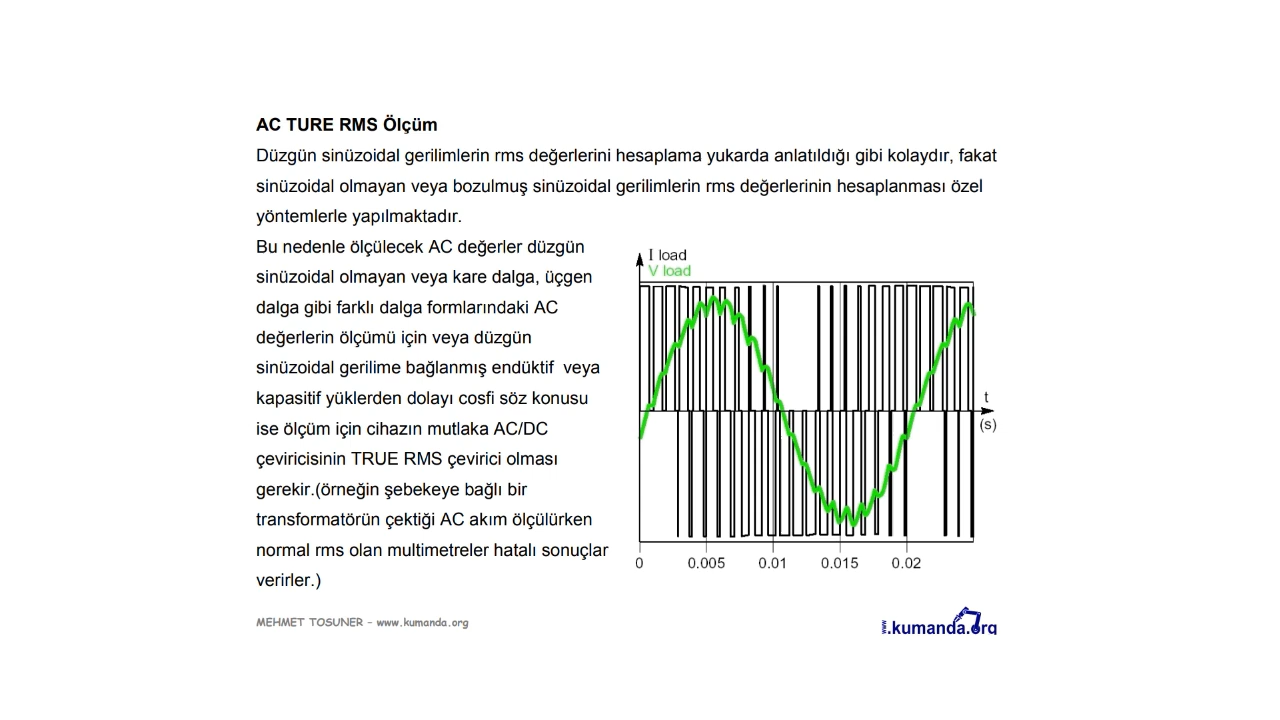 AC TURE RMS Ölçüm
Düzgün sinüzoidal gerilimlerin rms değerlerini hesaplama yukarda anlatıldığı gibi kolaydır, fakat
sinüzoidal olmayan veya bozulmuş sinüzoidal gerilimlerin rms değerlerinin hesaplanması özel
yöntemlerle yapılmaktadır.
Bu nedenle ölçülecek AC değerler düzgün
sinüzoidal olmayan veya kare dalga, üçgen
dalga gibi farklı dalga formlarındaki AC
değerlerin ölçümü için veya düzgün
sinüzoidal gerilime bağlanmış endüktif  veya
kapasitif yüklerden dolayı cosfi söz konusu
ise ölçüm için cihazın mutlaka AC/DC
çeviricisinin TRUE RMS çevirici olması
gerekir.(örneğin şebekeye bağlı bir
transformatörün çektiği AC akım ölçülürken
normal rms olan multimetreler hatalı sonuçlar
verirler.)
I load
V load
t
(s)
0 0.005 0.01 0.015 0.02
MEHMET TOSUNER – www.kumanda.org
www.kumanda.org